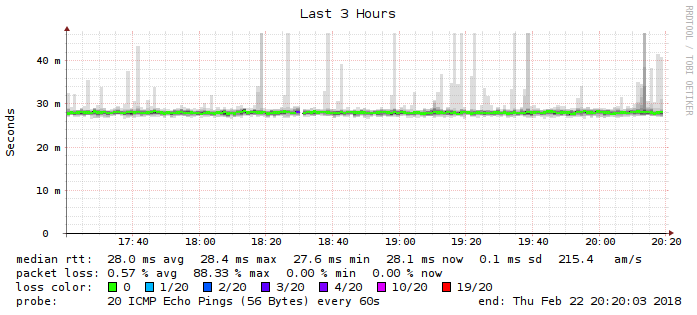 Last 3 Hours
RRDTOOL / TOBI OETIKER
Seconds
40 m
30 m
20 m
10 m
0
17:40 18:00 18:20 18:40 19:00 19:20 19:40 20:00 20:20
median rtt: 28.0 ms avg 28.4 ms max 27.6 ms min 28.1 ms now 0.1 ms sd 215.4 am/s
packet loss: 0.57 % avg 88.33 % max 0.00 % min 0.00 % now
loss color: 0 1/20 2/20 3/20 4/20 10/20 19/20
probe: 20 ICMP Echo Pings (56 Bytes) every 60s end: Thu Feb 22 20:20:03 2018